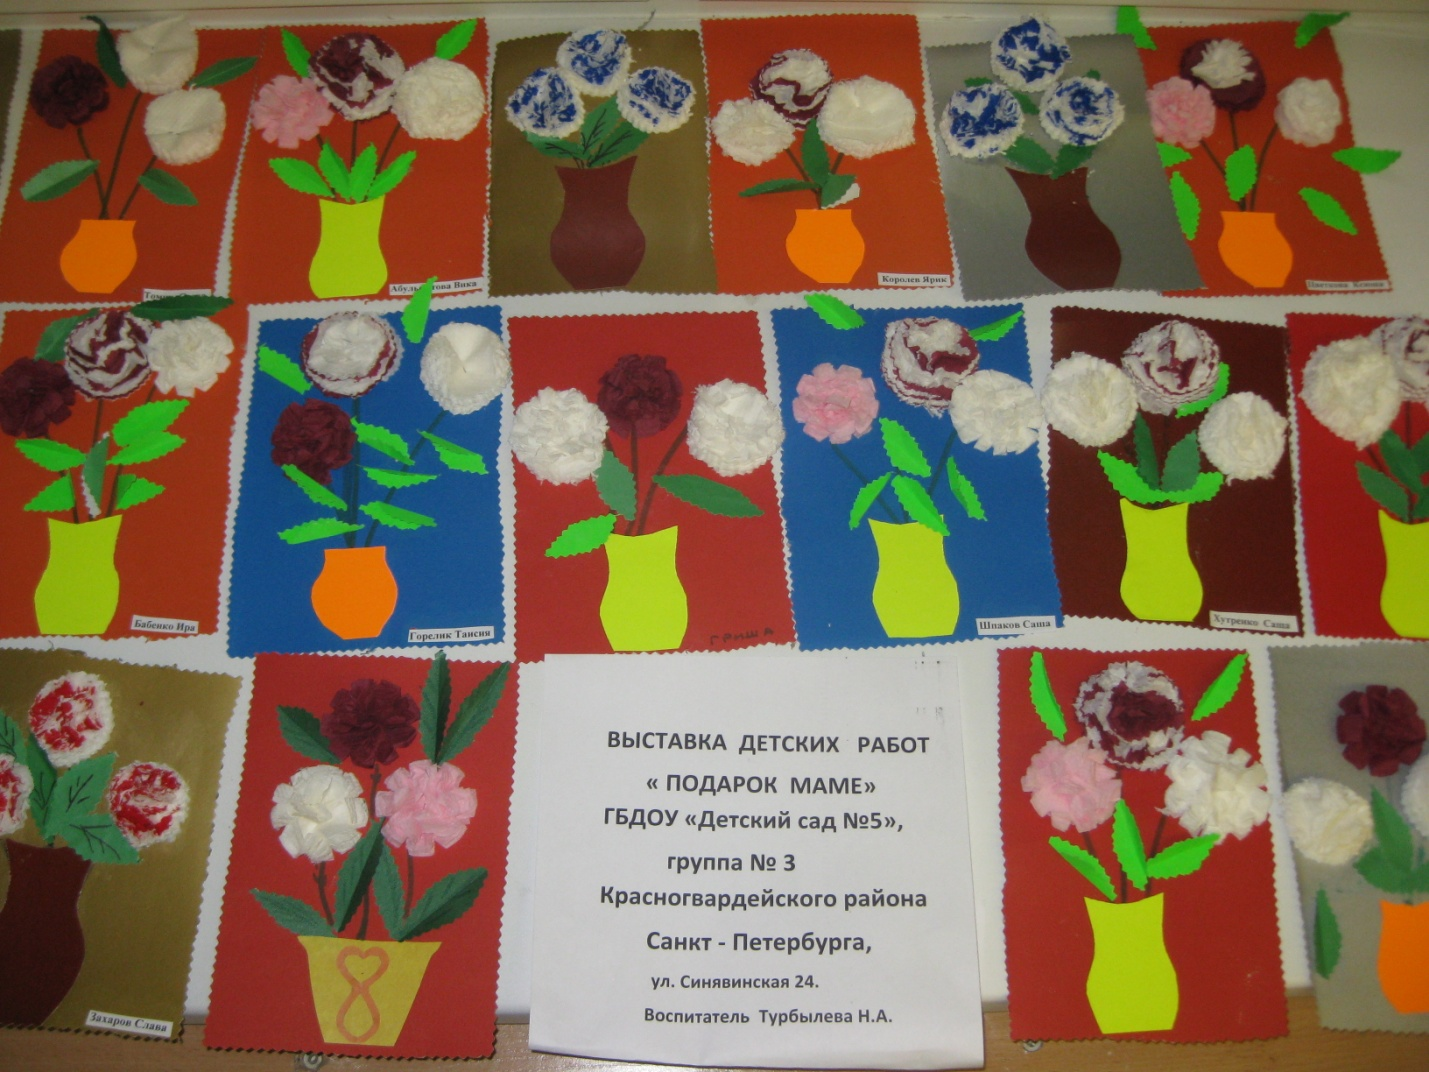 Королев Ярик
Бабенко Ира
Горелик Таисия
ГРИША
Шпаков Саша
Хутренко Саша
Захаров Слава
8
ВЫСТАВКА ДЕТСКИХ РАБОТ
« ПОДАРОК МАМЕ»
ГБДОУ «Детский сад №5»,
группа № 3
Красногвардейского района
Санкт - Петербурга,
ул. Синявинская 24.
Воспитатель Турбылева Н.А.